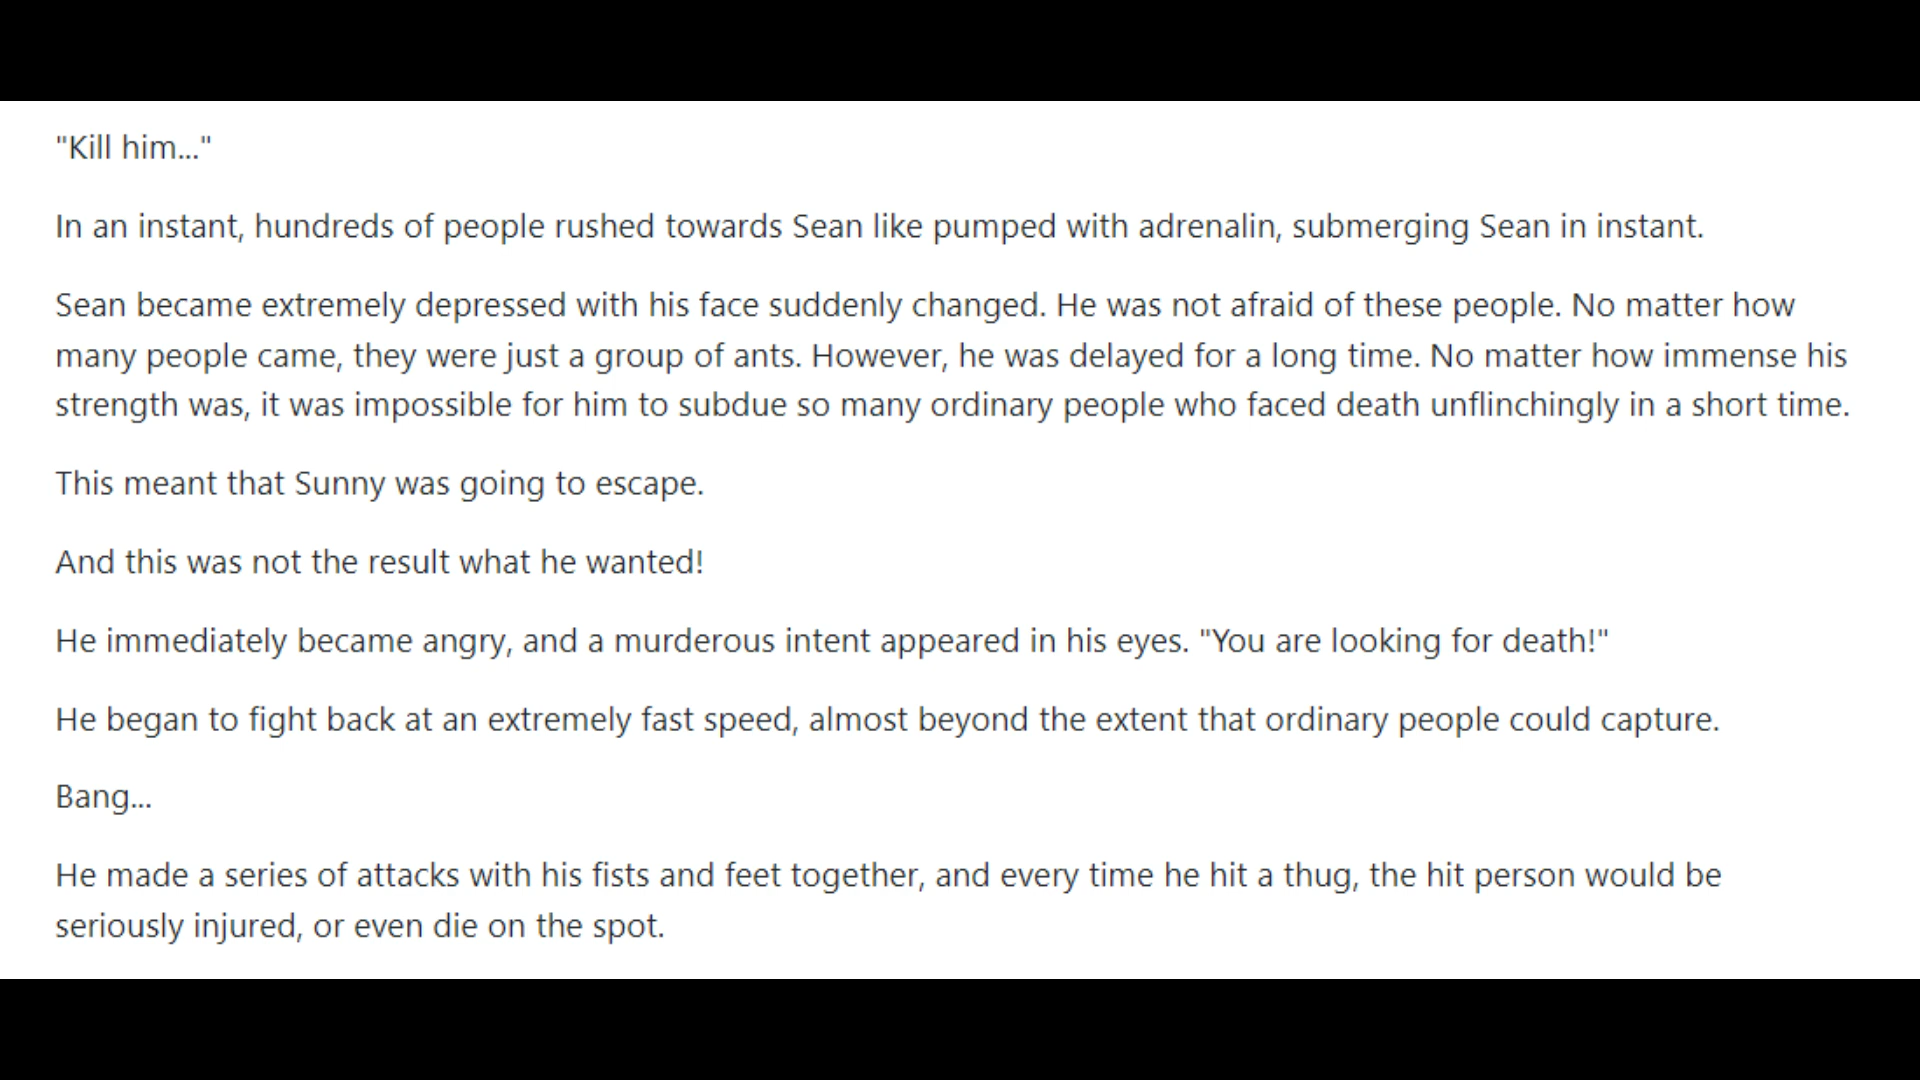 "Kill him..."
In an instant, hundreds of people rushed towards Sean like pumped with adrenalin, submerging Sean in instant.
Sean became extremely depressed with his face suddenly changed. He was not afraid of these people. No matter how
many people came, they were just a group of ants. However, he was delayed for a long time. No matter how immense his
strength was, it was impossible for him to subdue so many ordinary people who faced death unflinchingly in a short time.
This meant that Sunny was going to escape.
And this was not the result what he wanted!
He immediately became angry, and a murderous intent appeared in his eyes. "You are looking for death!"
He began to fight back at an extremely fast speed, almost beyond the extent that ordinary people could capture.
Bang...
He made a series of attacks with his fists and feet together, and every time he hit a thug, the hit person would be
seriously injured, or even die on the spot.